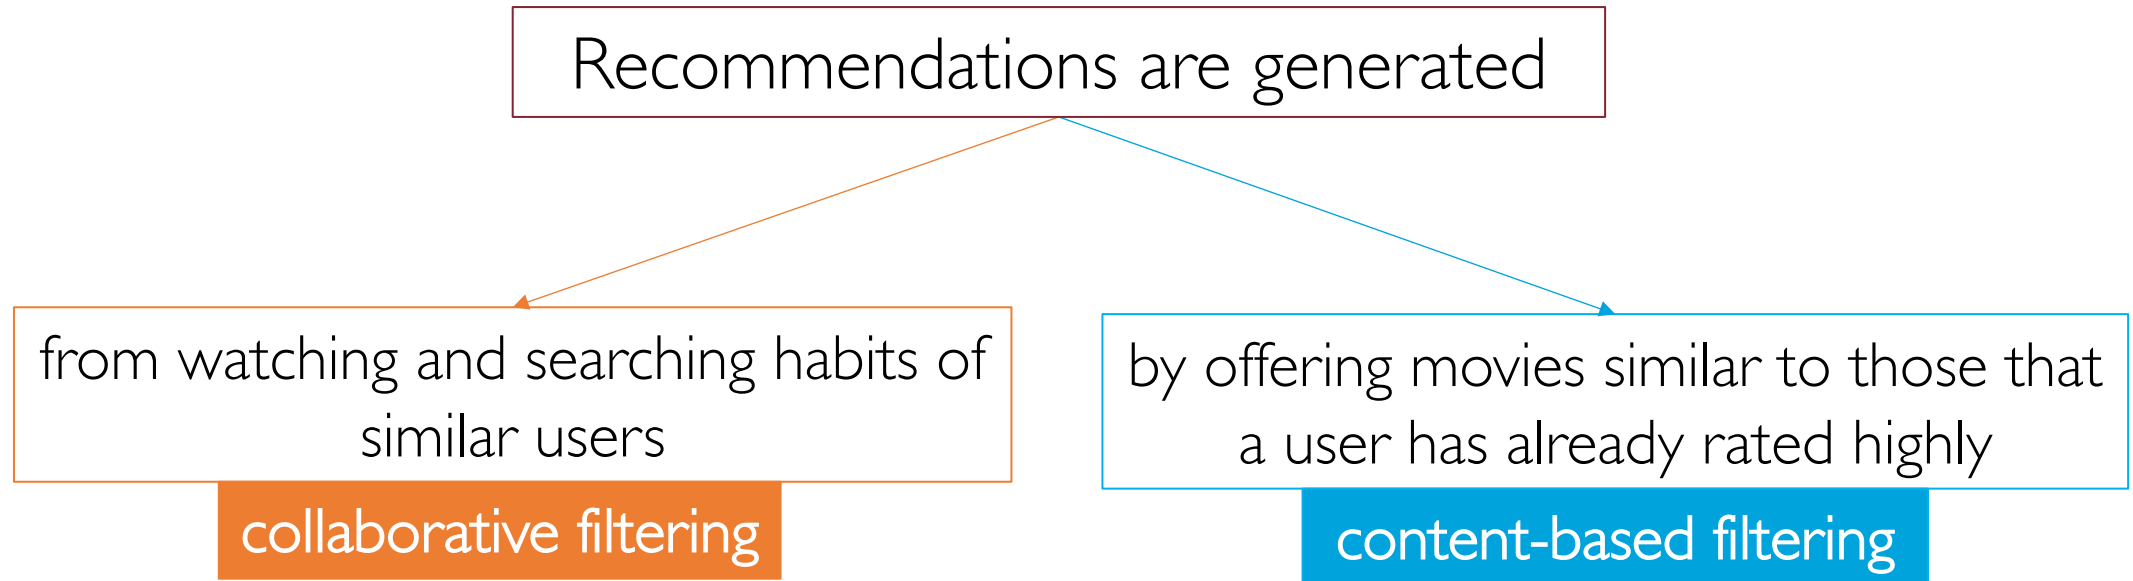 Recommendations are generated
from watching and searching habits of
similar users
collaborative filtering
by offering movies similar to those that
a user has already rated highly
content-based filtering